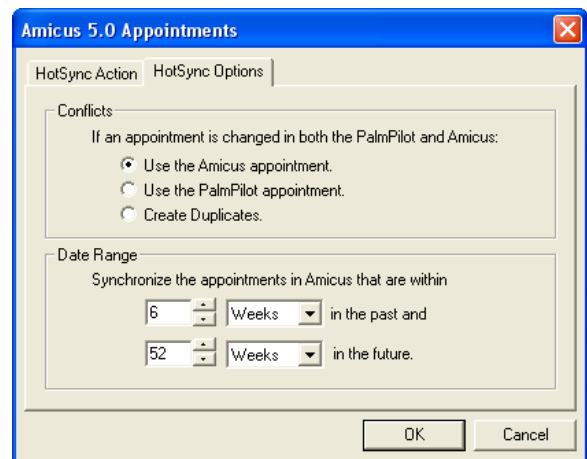 Amicus 5.0 Appointments
HotSync Action HotSync Options
Conflicts
If an appointment is changed in both the PalmPilot and Amicus:
Use the Amicus appointment.
Use the PalmPilot appointment.
Create Duplicates.
Date Range
Synchronize the appointments in Amicus that are within
6 Weeks in the past and
52 Weeks in the future.
OK Cancel